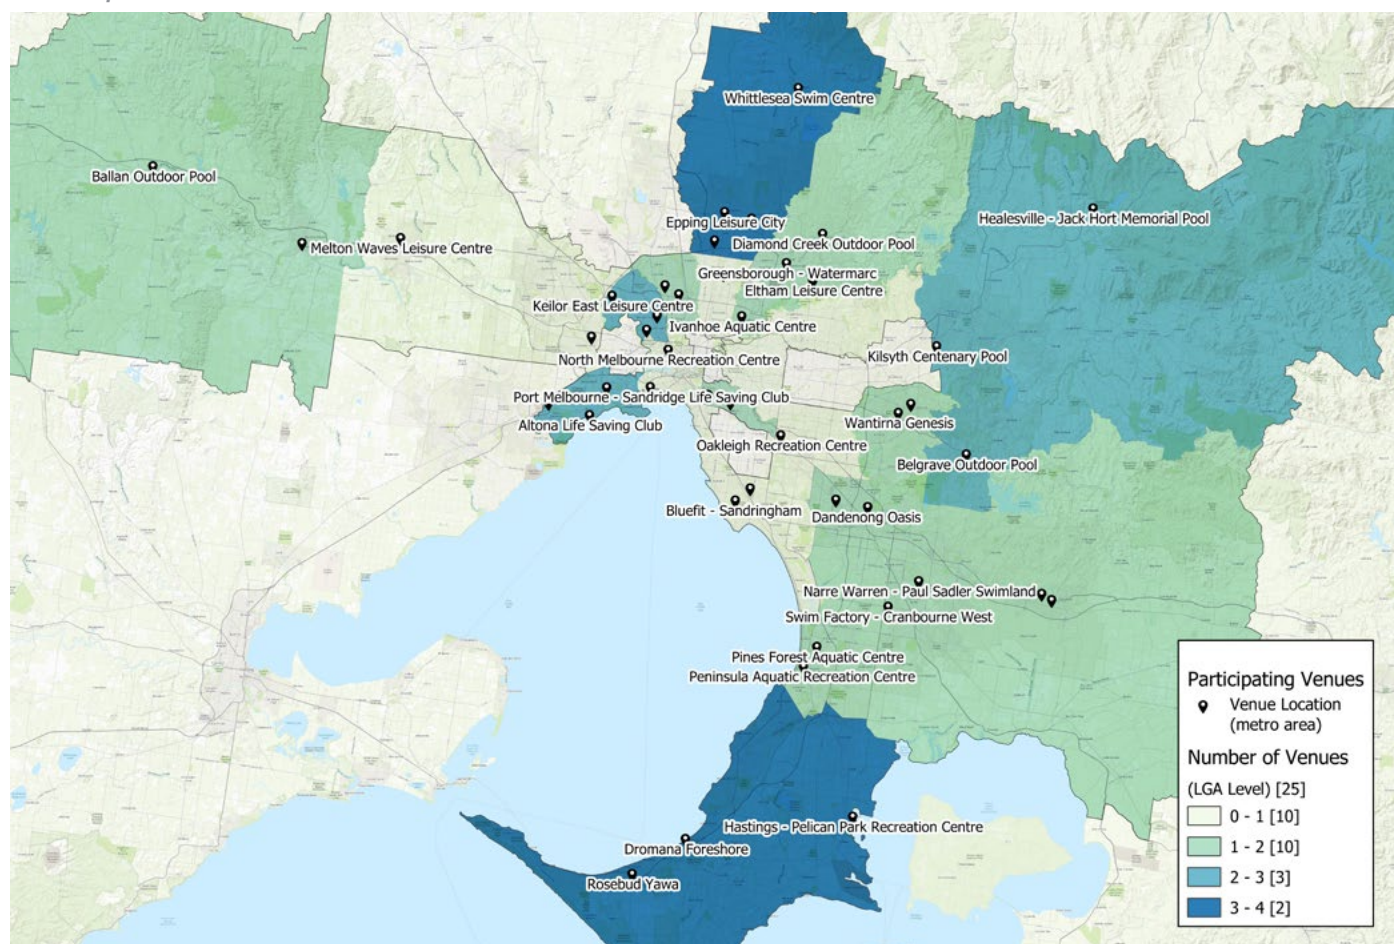 Whittlesea Swim Centre
Ballan Outdoor Pool
Healesville - Jack Hort Memorial Pool
Epping Leisure City
Diamond Creek Outdoor Pool
Melton Waves Leisure Centre
Greensborough - Watermarc
Eltham Leisure Centre
Keilor East Leisure Centre
Ivanhoe Aquatic Centre
North Melbourne Recreation Centre
Kilsyth Centenary Pool
Port Melbourne - Sandridge Life Saving Club
Altona Life Saving Club
Wantirna Genesis
Oakleigh Recreation Centre
Belgrave Outdoor Pool
Bluefit - Sandringham
Dandenong Oasis
Narre Warren - Paul Sadler Swimland
Swim Factory - Cranbourne West
Pines Forest Aquatic Centre
Peninsula Aquatic Recreation Centre
Hastings - Pelican Park Recreation Centre
Dromana Foreshore
Rosebud Yawa
Participating Venues
Venue Location
(metro area)
Number of Venues
(LGA Level) [25]
0 - 1 [10]
1 - 2 [10]
2 - 3 [3]
3 - 4 [2]